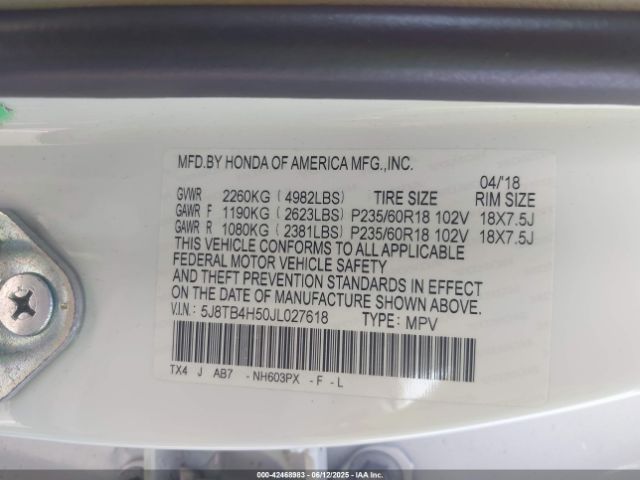 MFD.BY HONDA OF AMERICA MFG.,INC.
04/'18
GVWR 2260KG ( 4982LBS) TIRE SIZE RIM SIZE
GAWR F 1190KG ( 2623LBS) P235/60R18 102V 18X7.5J
GAWR R 1080KG ( 2381LBS) P235/60R18 102V 18X7.5J
THIS VEHICLE CONFORMS TO ALL APPLICABLE
FEDERAL MOTOR VEHICLE SAFETY
AND THEFT PREVENTION STANDARDS IN EFFECT
ON THE DATE OF MANUFACTURE SHOWN ABOVE.
V.I.N.: 5J8TB4H50JL027618 TYPE: MPV
TX4 J AB7 - NH603PX - F - L
000-42468983 - 06/12/2025 - IAA Inc.